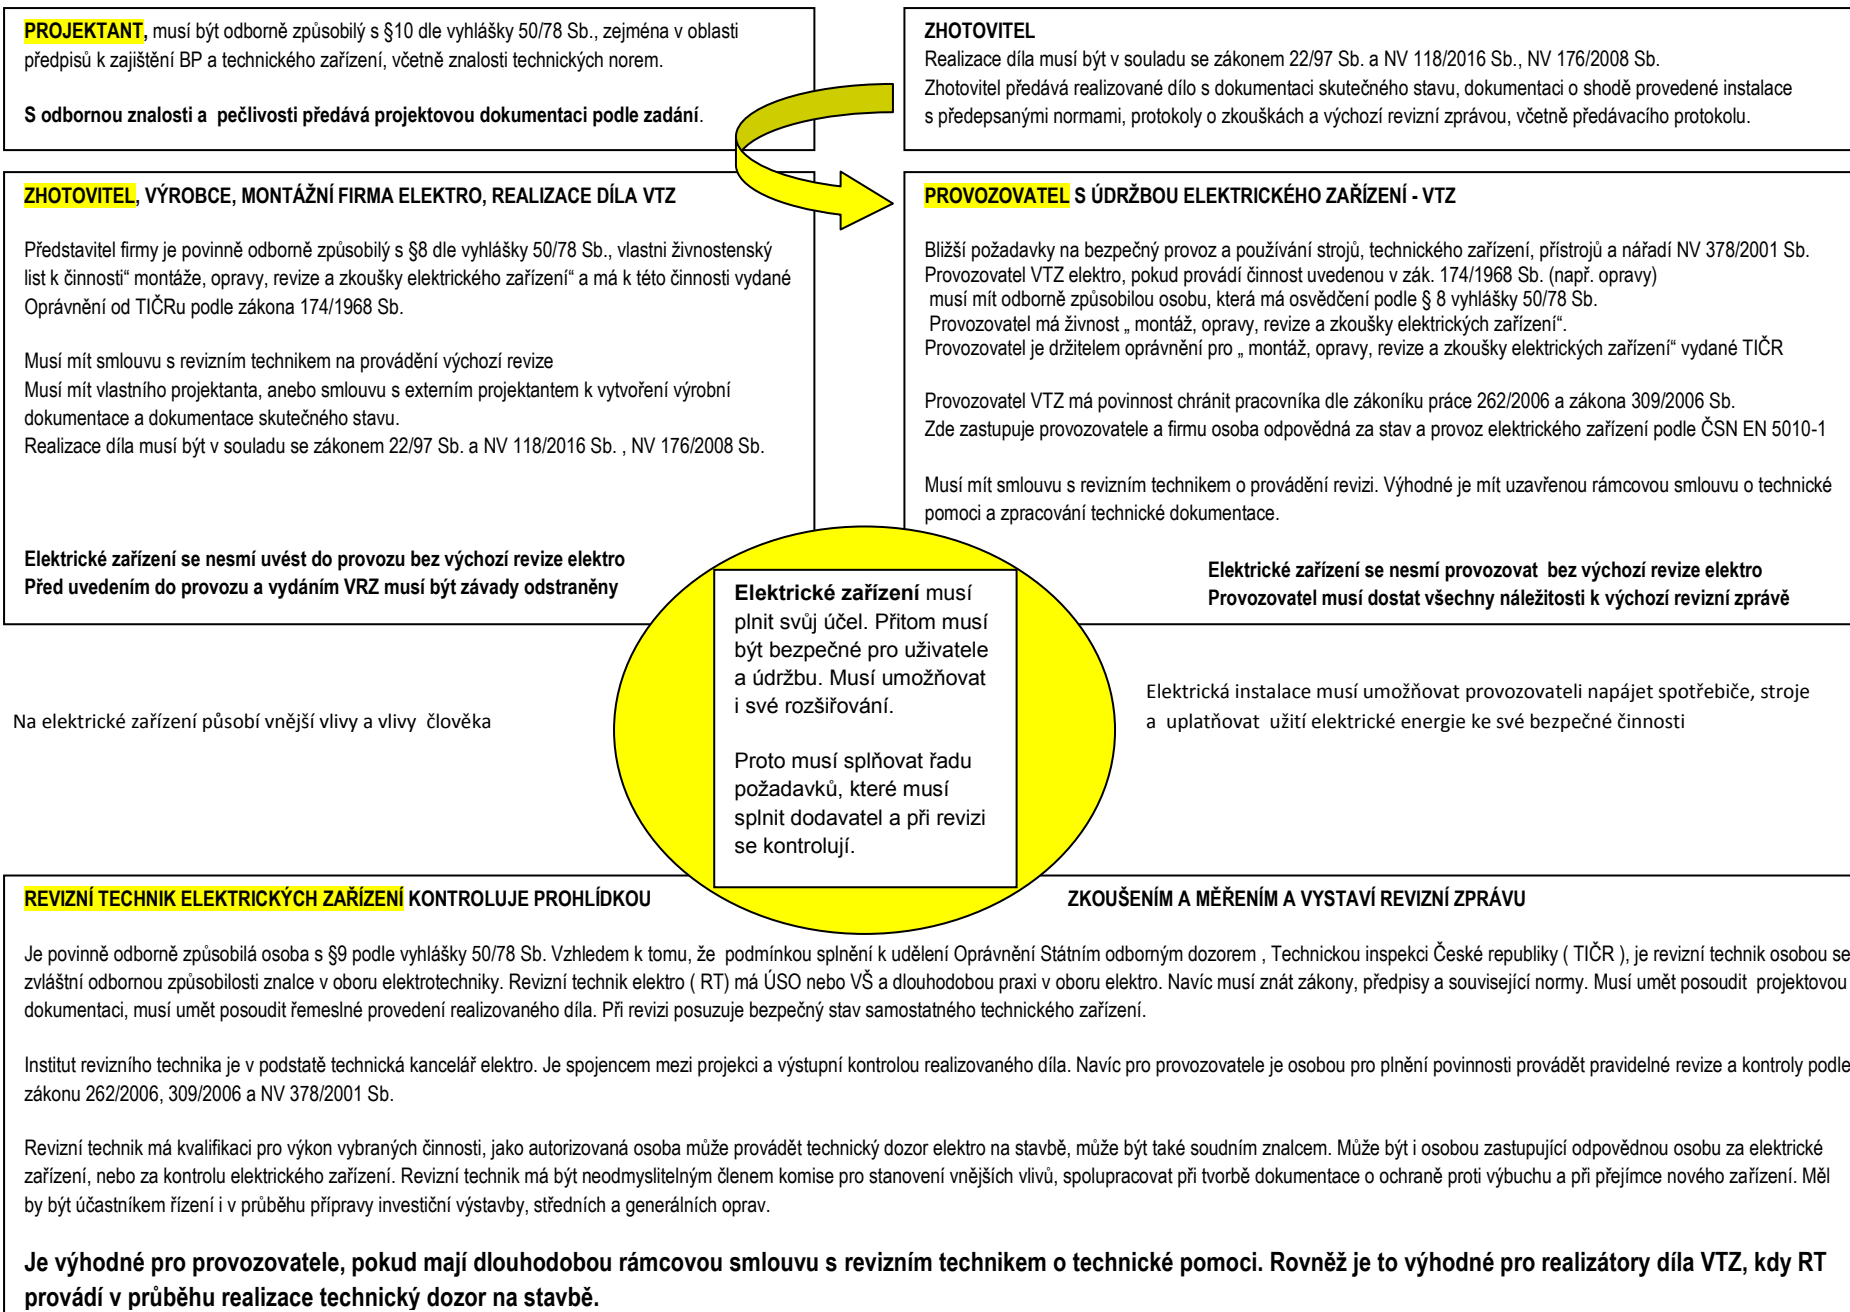 PROJEKTANT, musí být odborně způsobilý s §10 dle vyhlášky 50/78 Sb., zejména v oblasti
předpisů k zajištění BP a technického zařízení, včetně znalosti technických norem.
S odbornou znalosti a pečlivosti předává projektovou dokumentaci podle zadání.
ZHOTOVITEL
Realizace díla musí být v souladu se zákonem 22/97 Sb. a NV 118/2016 Sb., NV 176/2008 Sb.
Zhotovitel předává realizované dílo s dokumentaci skutečného stavu, dokumentaci o shodě provedené instalace
s předepsanými normami, protokoly o zkouškách a výchozí revizní zprávou, včetně předávacího protokolu.
ZHOTOVITEL, VÝROBCE, MONTÁŽNÍ FIRMA ELEKTRO, REALIZACE DÍLA VTZ
Představitel firmy je povinně odborně způsobilý s §8 dle vyhlášky 50/78 Sb., vlastni živnostenský
list k činnosti“ montáže, opravy, revize a zkoušky elektrického zařízení“ a má k této činnosti vydané
Oprávnění od TIČRu podle zákona 174/1968 Sb.
Musí mít smlouvu s revizním technikem na provádění výchozí revize
Musí mít vlastního projektanta, anebo smlouvu s externím projektantem k vytvoření výrobní
dokumentace a dokumentace skutečného stavu.
Realizace díla musí být v souladu se zákonem 22/97 Sb. a NV 118/2016 Sb. , NV 176/2008 Sb.
Elektrické zařízení se nesmí uvést do provozu bez výchozí revize elektro
Před uvedením do provozu a vydáním VRZ musí být závady odstraněny
PROVOZOVATEL S ÚDRŽBOU ELEKTRICKÉHO ZAŘÍZENÍ - VTZ
Bližší požadavky na bezpečný provoz a používání strojů, technického zařízení, přístrojů a nářadí NV 378/2001 Sb.
Provozovatel VTZ elektro, pokud provádí činnost uvedenou v zák. 174/1968 Sb. (např. opravy)
musí mít odborně způsobilou osobu, která má osvědčení podle § 8 vyhlášky 50/78 Sb.
Provozovatel má živnost „ montáž, opravy, revize a zkoušky elektrických zařízení“.
Provozovatel je držitelem oprávnění pro „ montáž, opravy, revize a zkoušky elektrických zařízení“ vydané TIČR
Provozovatel VTZ má povinnost chránit pracovníka dle zákoníku práce 262/2006 a zákona 309/2006 Sb.
Zde zastupuje provozovatele a firmu osoba odpovědná za stav a provoz elektrického zařízení podle ČSN EN 5010-1
Musí mít smlouvu s revizním technikem o provádění revizi. Výhodné je mít uzavřenou rámcovou smlouvu o technické
pomoci a zpracování technické dokumentace.
Elektrické zařízení se nesmí provozovat bez výchozí revize elektro
Provozovatel musí dostat všechny náležitosti k výchozí revizní zprávě
Elektrické zařízení musí
plnit svůj účel. Přitom musí
být bezpečné pro uživatele
a údržbu. Musí umožňovat
i své rozšiřování.
Proto musí splňovat řadu
požadavků, které musí
splnit dodavatel a při revizi
se kontrolují.
Na elektrické zařízení působí vnější vlivy a vlivy člověka
Elektrická instalace musí umožňovat provozovateli napájet spotřebiče, stroje
a uplatňovat užití elektrické energie ke své bezpečné činnosti
REVIZNÍ TECHNIK ELEKTRICKÝCH ZAŘÍZENÍ KONTROLUJE PROHLÍDKOU ZKOUŠENÍM A MĚŘENÍM A VYSTAVÍ REVIZNÍ ZPRÁVU
Je povinně odborně způsobilá osoba s §9 podle vyhlášky 50/78 Sb. Vzhledem k tomu, že podmínkou splnění k udělení Oprávnění Státním odborným dozorem , Technickou inspekci České republiky ( TIČR ), je revizní technik osobou se
zvláštní odbornou způsobilosti znalce v oboru elektrotechniky. Revizní technik elektro ( RT) má ÚSO nebo VŠ a dlouhodobou praxi v oboru elektro. Navíc musí znát zákony, předpisy a související normy. Musí umět posoudit projektovou
dokumentaci, musí umět posoudit řemeslné provedení realizovaného díla. Při revizi posuzuje bezpečný stav samostatného technického zařízení.
Institut revizního technika je v podstatě technická kancelář elektro. Je spojencem mezi projekci a výstupní kontrolou realizovaného díla. Navíc pro provozovatele je osobou pro plnění povinnosti provádět pravidelné revize a kontroly podle
zákonu 262/2006, 309/2006 a NV 378/2001 Sb.
Revizní technik má kvalifikaci pro výkon vybraných činnosti, jako autorizovaná osoba může provádět technický dozor elektro na stavbě, může být také soudním znalcem. Může být i osobou zastupující odpovědnou osobu za elektrické
zařízení, nebo za kontrolu elektrického zařízení. Revizní technik má být neodmyslitelným členem komise pro stanovení vnějších vlivů, spolupracovat při tvorbě dokumentace o ochraně proti výbuchu a při přejímce nového zařízení. Měl
by být účastníkem řízení i v průběhu přípravy investiční výstavby, středních a generálních oprav.
Je výhodné pro provozovatele, pokud mají dlouhodobou rámcovou smlouvu s revizním technikem o technické pomoci. Rovněž je to výhodné pro realizátory díla VTZ, kdy RT
provádí v průběhu realizace technický dozor na stavbě.